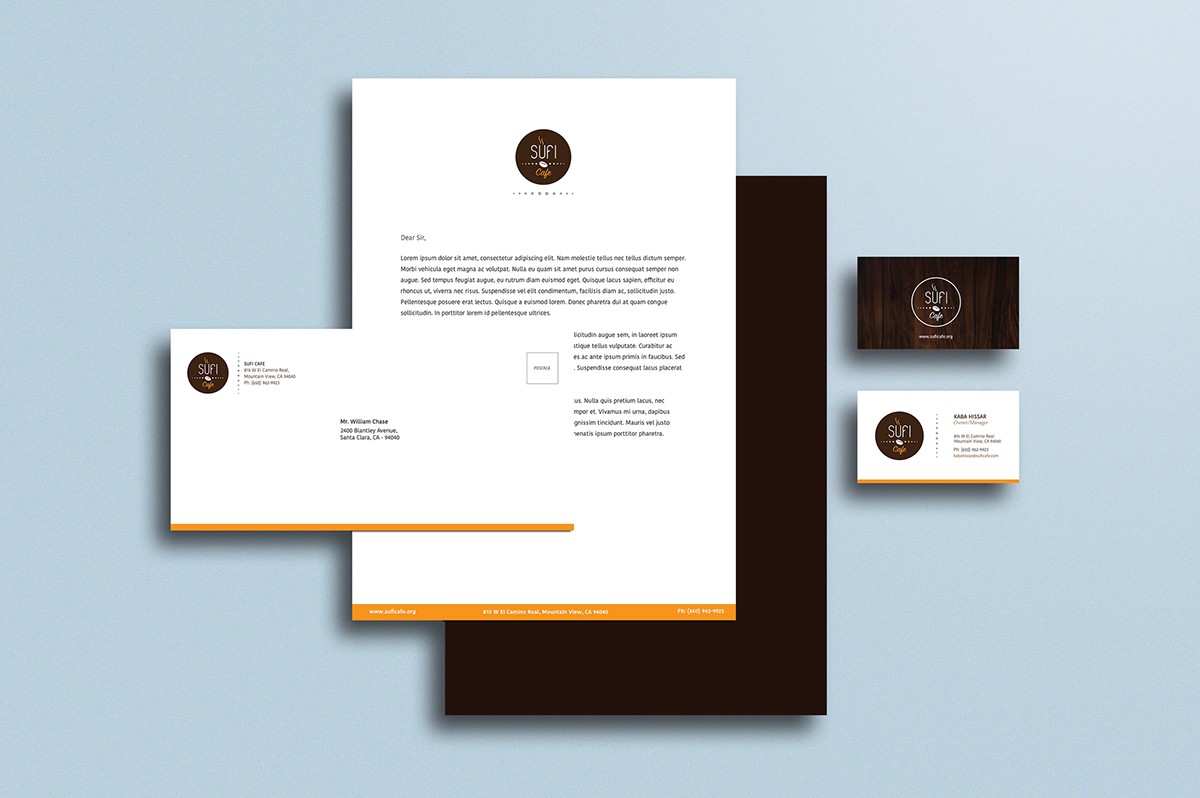 SUFI
Cafe
Dear Sir,
Lorem ipsum dolor sit amet, consectetur adipiscing elit. Nam molestie tellus nec tellus dictum semper.
Morbi vehicula eget magna ac volutpat. Nulla eu quam sit amet purus cursus consequat semper non
augue. Sed tempus feugiat augue, eu rutrum diam euismod eget. Quisque lacus sapien, efficitur eu
rhoncus ut, viverra nec risus. Suspendisse vel elit condimentum, facilisis diam ac, sollicitudin justo.
Pellentesque posuere erat lectus. Quisque a euismod lorem. Donec pharetra dui at quam congue
sollicitudin. In porttitor lorem id pellentesque ultrices.
licitudin augue sem, in laoreet ipsum
stique tellus vulputate. Curabitur ac
es ac ante ipsum primis in faucibus. Sed
. Suspendisse consequat lacus placerat
us. Nulla quis pretium lacus, nec
mpor et. Vivamus mi urna, dapibus
gnissim tincidunt. Mauris vel justo
enatis ipsum porttitor pharetra.
www.suficafe.org
815 W El Camino Real, Mountain View, CA 94040
Ph: (650) 962-9923
SUFI
Cafe
SUFI CAFE
815 W El Camino Real,
Mountain View, CA 94040
Ph: (650) 962-9923
POSTAGE
Mr. William Chase
2400 Blantley Avenue,
Santa Clara, CA - 94040
SUFI
Cafe
www.suficafe.org
SUFI
Cafe
KABA HISSAR
Owner/Manager
815 W El Camino Real
Mountain View, CA 94040
Ph: (650) 962-9923
kabahissar@suficafe.com